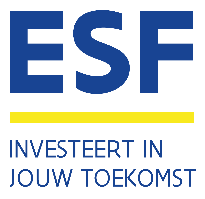 ESF
INVESTEERT IN
JOUW TOEKOMST